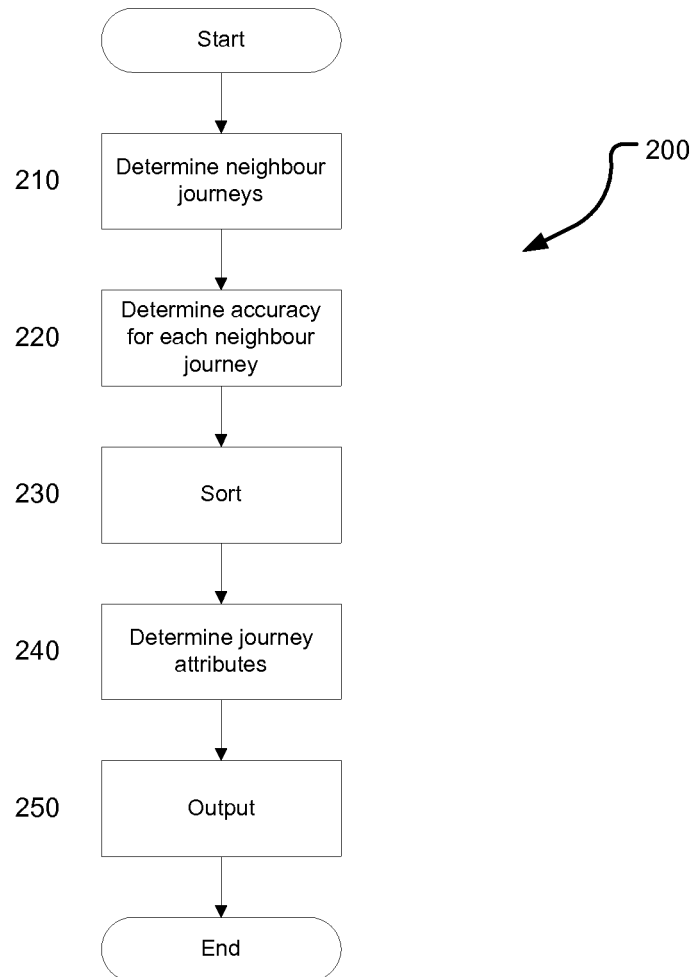 Start
200
210
Determine neighbour
journeys
220
Determine accuracy
for each neighbour
journey
230
Sort
240
Determine journey
attributes
250
Output
End